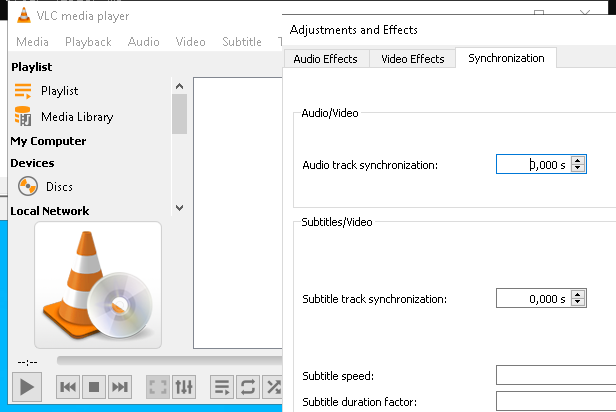 VLC media player
Media Playback Audio Video Subtitle
Playlist
Playlist
Media Library
My Computer
Devices
Discs
Local Network
--:--
Adjustments and Effects
Audio Effects Video Effects Synchronization
Audio/Video
Audio track synchronization: 0,000 s
Subtitles/Video
Subtitle track synchronization: 0,000 s
Subtitle speed:
Subtitle duration factor: